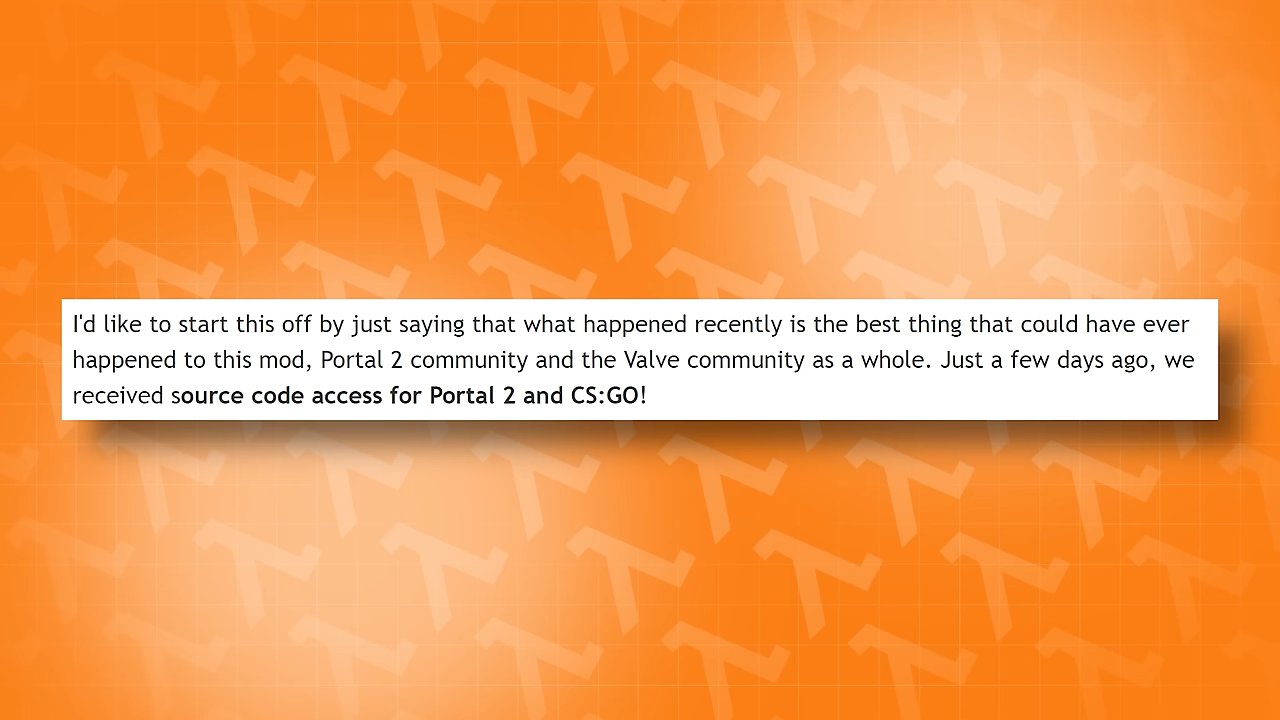 I'd like to start this off by just saying that what happened recently is the best thing that could have ever
happened to this mod, Portal 2 community and the Valve community as a whole. Just a few days ago, we
received source code access for Portal 2 and CS:GO!